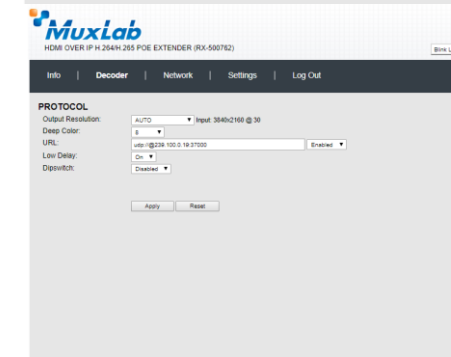 MuxLab
HDMI OVER IP H.264/H.265 POE EXTENDER (RX-500762)
Blink L
Info | Decoder | Network | Settings | Log Out
PROTOCOL
Output Resolution: AUTO Input: 3840x2160 @ 30
Deep Color: 8
URL: udp://@239.100.0.19:37000 Enabled
Low Delay: On
Dipswitch: Disabled
Apply Reset